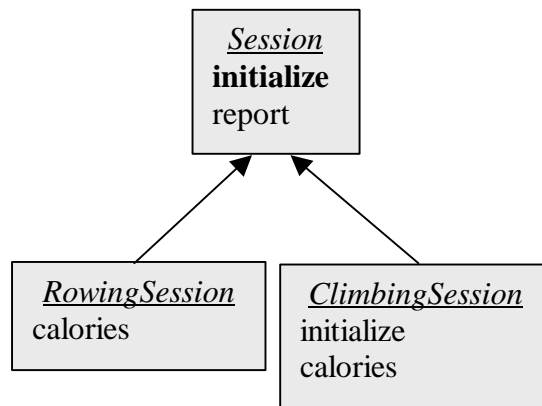 Session
initialize
report
RowingSession
calories
ClimbingSession
initialize
calories